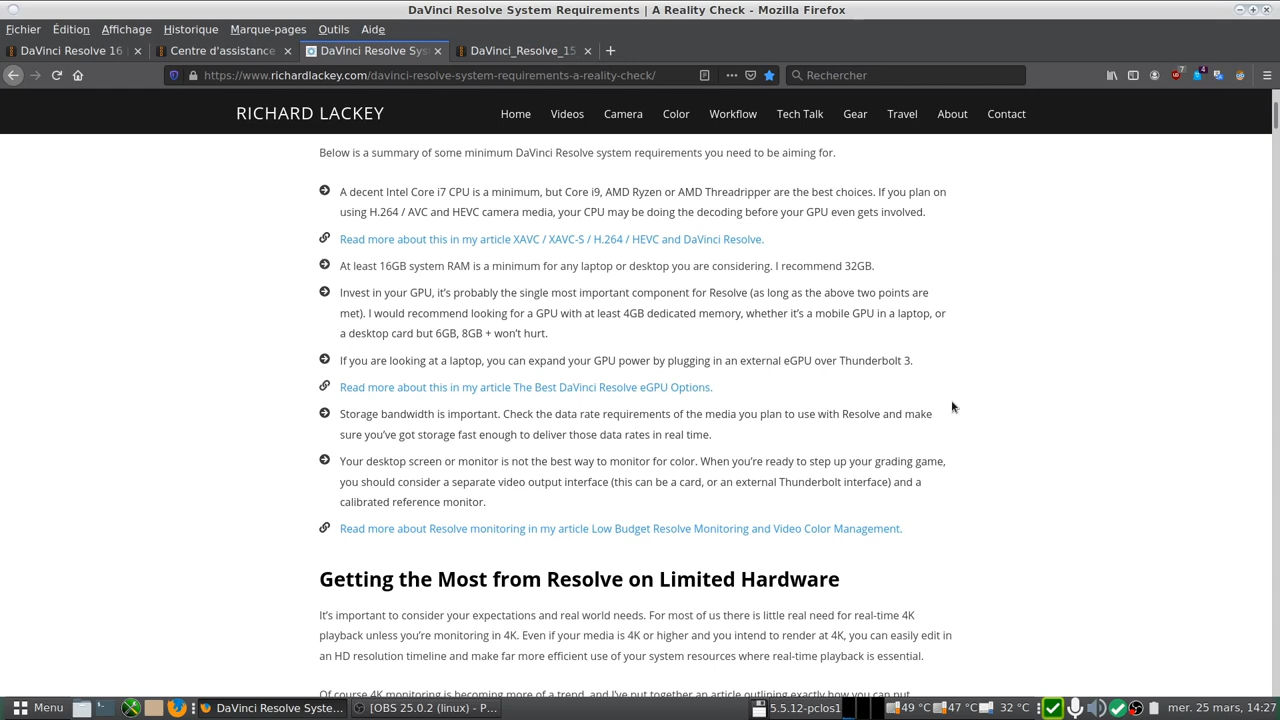 DaVinci Resolve System Requirements | A Reality Check - Mozilla Firefox
Fichier Édition Affichage Historique Marque-pages Outils Aide
DaVinci Resolve 16 Centre d'assistance DaVinci Resolve Sys DaVinci_Resolve_15
https://www.richardlackey.com/davinci-resolve-system-requirements-a-reality-check/ Rechercher 7 4
RICHARD LACKEY Home Videos Camera Color Workflow Tech Talk Gear Travel About Contact
Below is a summary of some minimum DaVinci Resolve system requirements you need to be aiming for.
A decent Intel Core i7 CPU is a minimum, but Core i9, AMD Ryzen or AMD Threadripper are the best choices. If you plan on
using H.264 / AVC and HEVC camera media, your CPU may be doing the decoding before your GPU even gets involved.
Read more about this in my article XAVC / XAVC-S / H.264 / HEVC and DaVinci Resolve.
At least 16GB system RAM is a minimum for any laptop or desktop you are considering. I recommend 32GB.
Invest in your GPU, it's probably the single most important component for Resolve (as long as the above two points are
met). I would recommend looking for a GPU with at least 4GB dedicated memory, whether it's a mobile GPU in a laptop, or
a desktop card but 6GB, 8GB + won't hurt.
If you are looking at a laptop, you can expand your GPU power by plugging in an external eGPU over Thunderbolt 3.
Read more about this in my article The Best DaVinci Resolve eGPU Options.
Storage bandwidth is important. Check the data rate requirements of the media you plan to use with Resolve and make
sure you've got storage fast enough to deliver those data rates in real time.
Your desktop screen or monitor is not the best way to monitor for color. When you're ready to step up your grading game,
you should consider a separate video output interface (this can be a card, or an external Thunderbolt interface) and a
calibrated reference monitor.
Read more about Resolve monitoring in my article Low Budget Resolve Monitoring and Video Color Management.
Getting the Most from Resolve on Limited Hardware
It's important to consider your expectations and real world needs. For most of us there is little real need for real-time 4K
playback unless you're monitoring in 4K. Even if your media is 4K or higher and you intend to render at 4K, you can easily edit in
an HD resolution timeline and make far more efficient use of your system resources where real-time playback is essential.
Of course 4K monitoring is becoming more of a trend, and I've put together an article outlining exactly how you can put
Menu DaVinci Resolve Syste... [OBS 25.0.2 (linux) - P... 5.5.12-pclos1 49 °C 47 °C 32 °C mer. 25 mars, 14:27